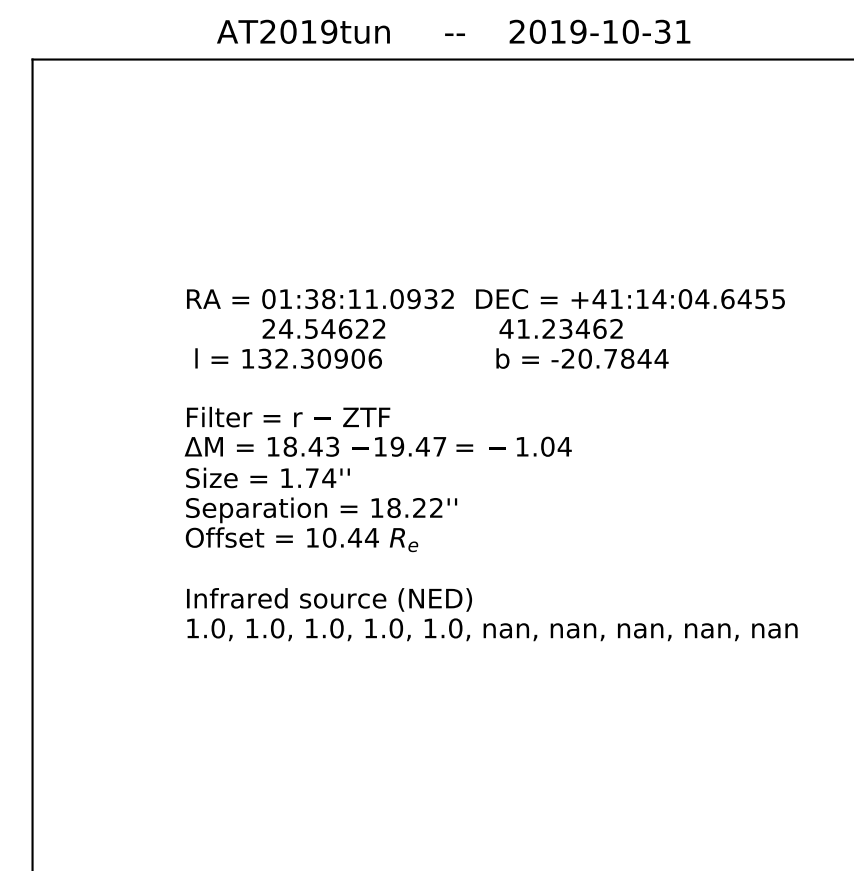 AT2019tun -- 2019-10-31
RA = 01:38:11.0932 DEC = +41:14:04.6455
24.54622 41.23462
l = 132.30906 b = -20.7844
Filter = r − ZTF
ΔM = 18.43 −19.47 = − 1.04
Size = 1.74''
Separation = 18.22''
Offset = 10.44 Re
Infrared source (NED)
1.0, 1.0, 1.0, 1.0, 1.0, nan, nan, nan, nan, nan